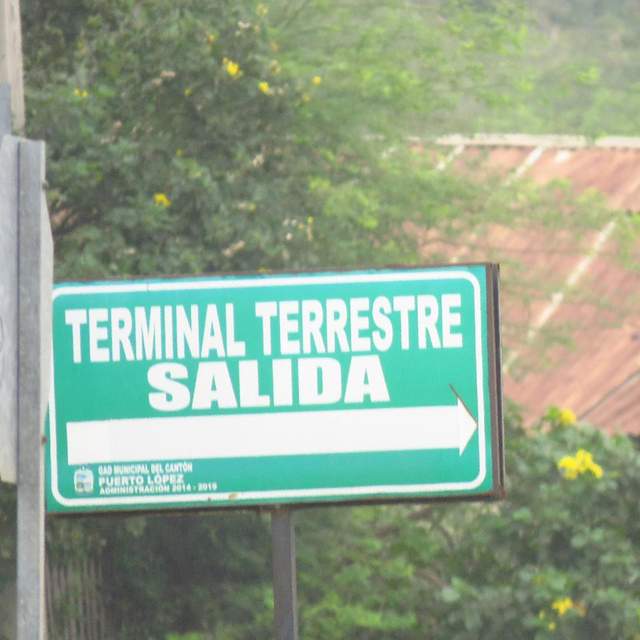 TERMINAL TERRESTRE
SALIDA
GAD MUNICIPAL DEL CANTÓN
PUERTO LÓPEZ
ADMINISTRACIÓN 2014 - 2019